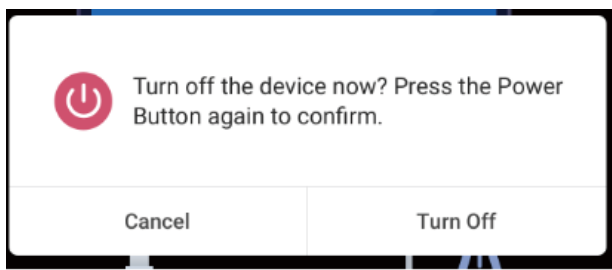 Turn off the device now? Press the Power
Button again to confirm.
Cancel
Turn Off